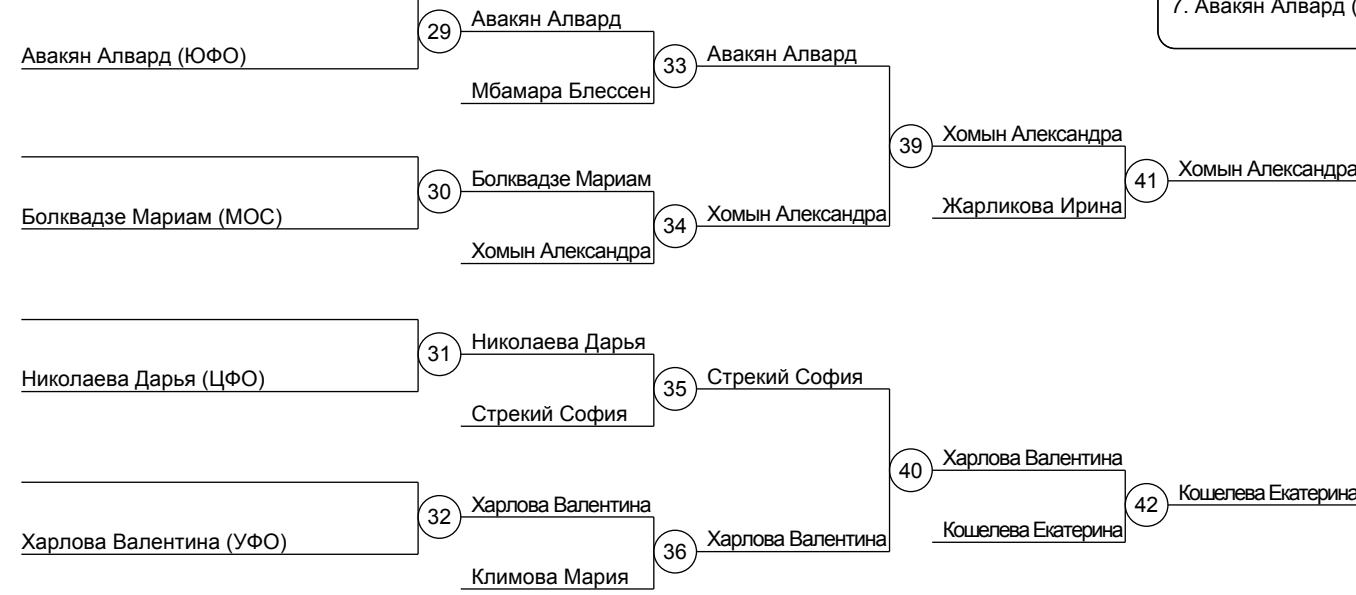 7. Авакян Алвард (
29
Авакян Алвард
Авакян Алвард (ЮФО)
33
Авакян Алвард
Мбамара Блессен
39
Хомын Александра
30
Болквадзе Мариам
41
Хомын Александра
Болквадзе Мариам (МОС)
34
Хомын Александра
Жарликова Ирина
Хомын Александра
31
Николаева Дарья
Николаева Дарья (ЦФО)
35
Стрекий София
Стрекий София
40
Харлова Валентина
32
Харлова Валентина
42
Кошелева Екатерина
Харлова Валентина (УФО)
36
Харлова Валентина
Кошелева Екатерина
Климова Мария